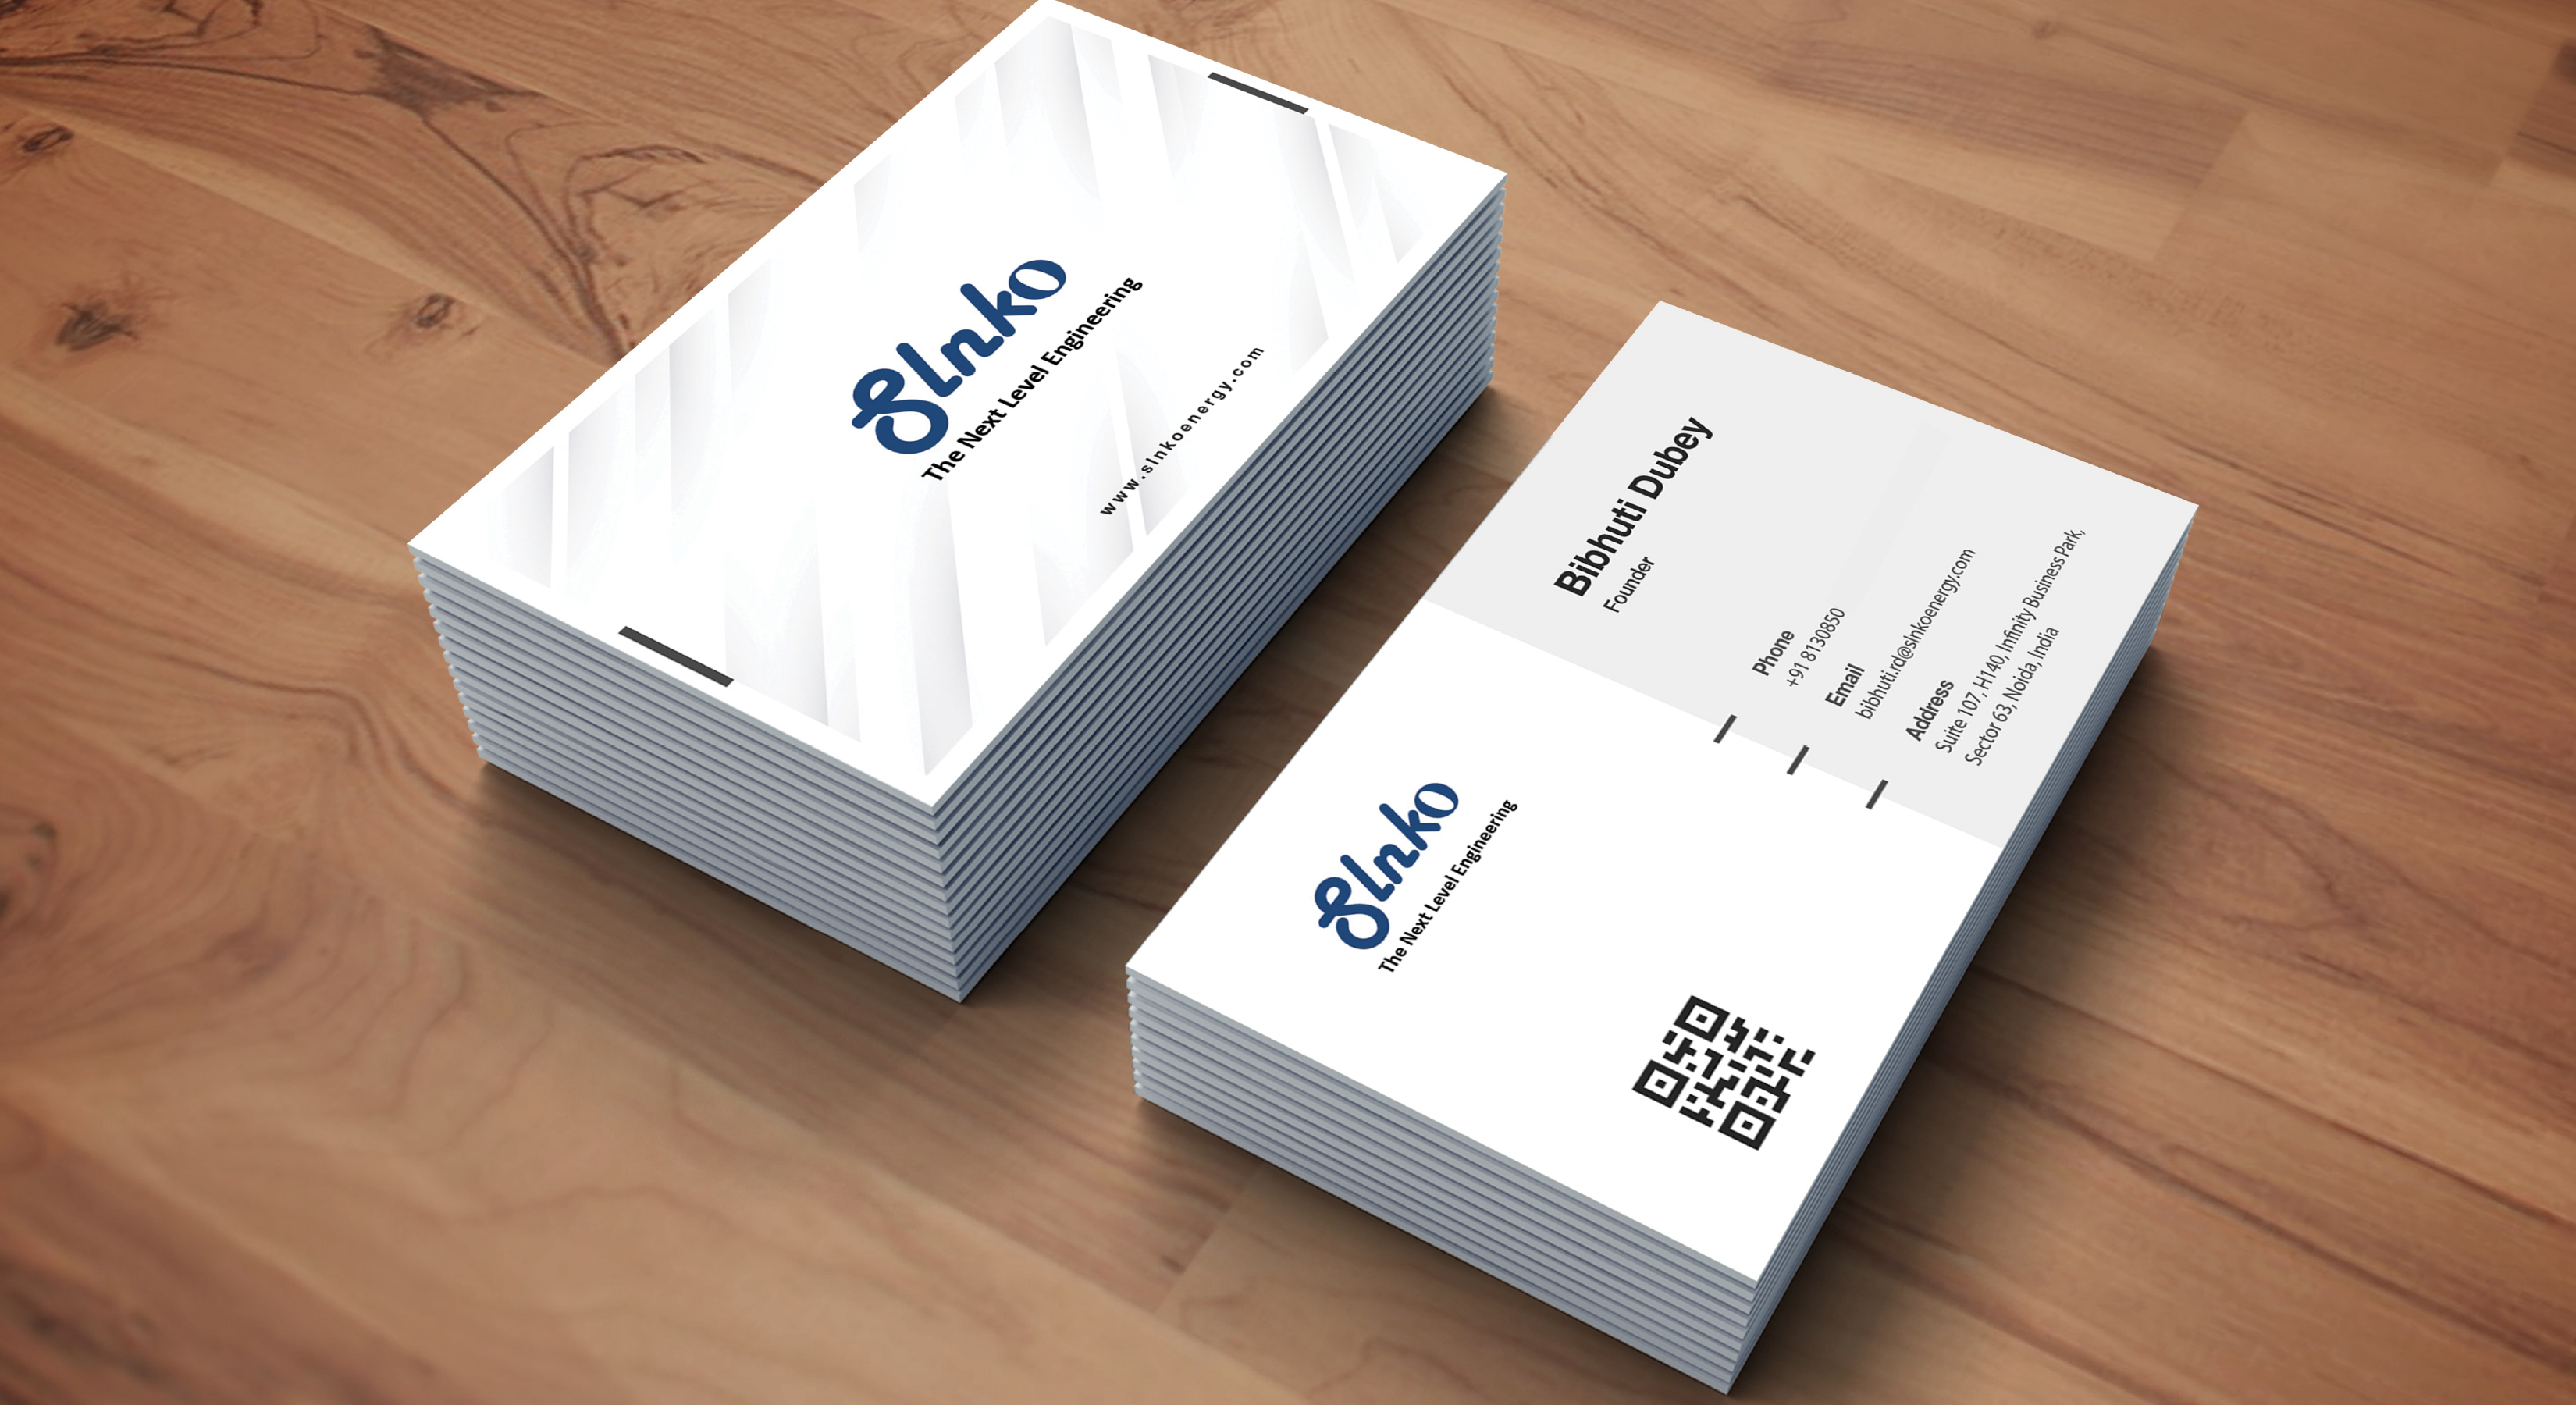 Slnko
The Next Level Engineering
www.slnkoenergy.com
Bibhuti Dubey
Founder
Phone
+91 8130850
Email
bibhuti.rd@slnkoenergy.com
Address
Suite 107, H140, Infinity Business Park,
Sector 63, Noida, India
Slnko
The Next Level Engineering